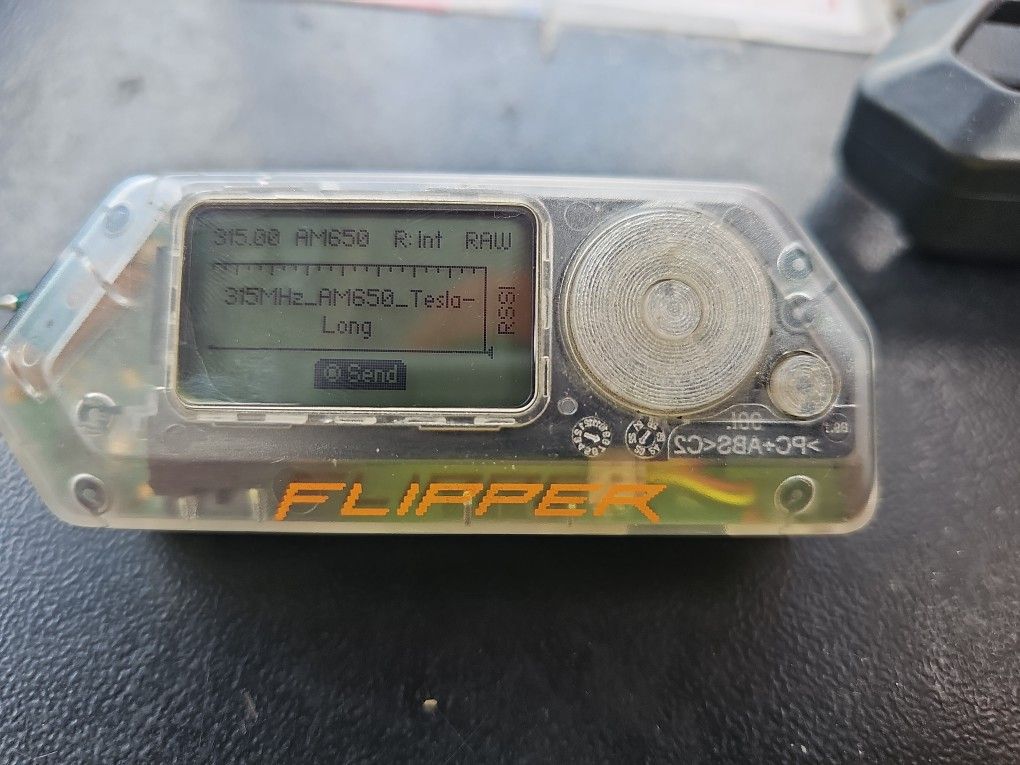 315.00 AM650 R: Int RAW
315MHz_AM650_Tesla-
Long
RSSI
Send
>PC+ABS<C2
FLIPPER